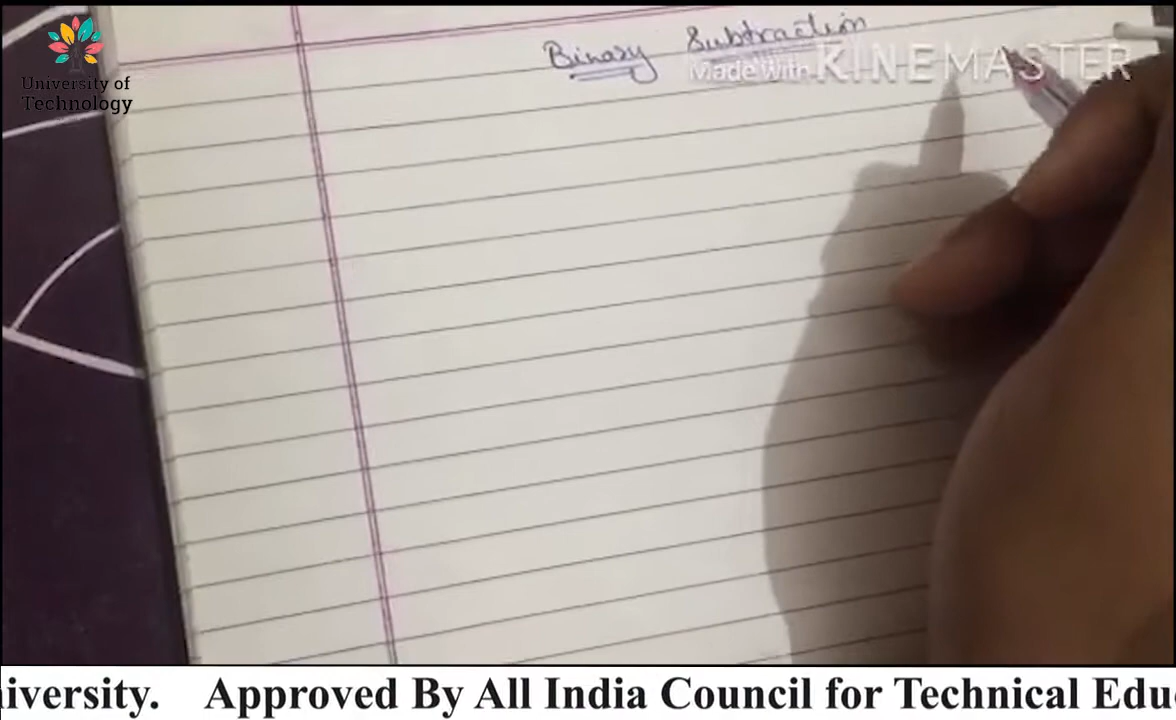 University of
Technology
Binary Subtraction
Made with KINEMASTER
iversity. Approved By All India Council for Technical Edu